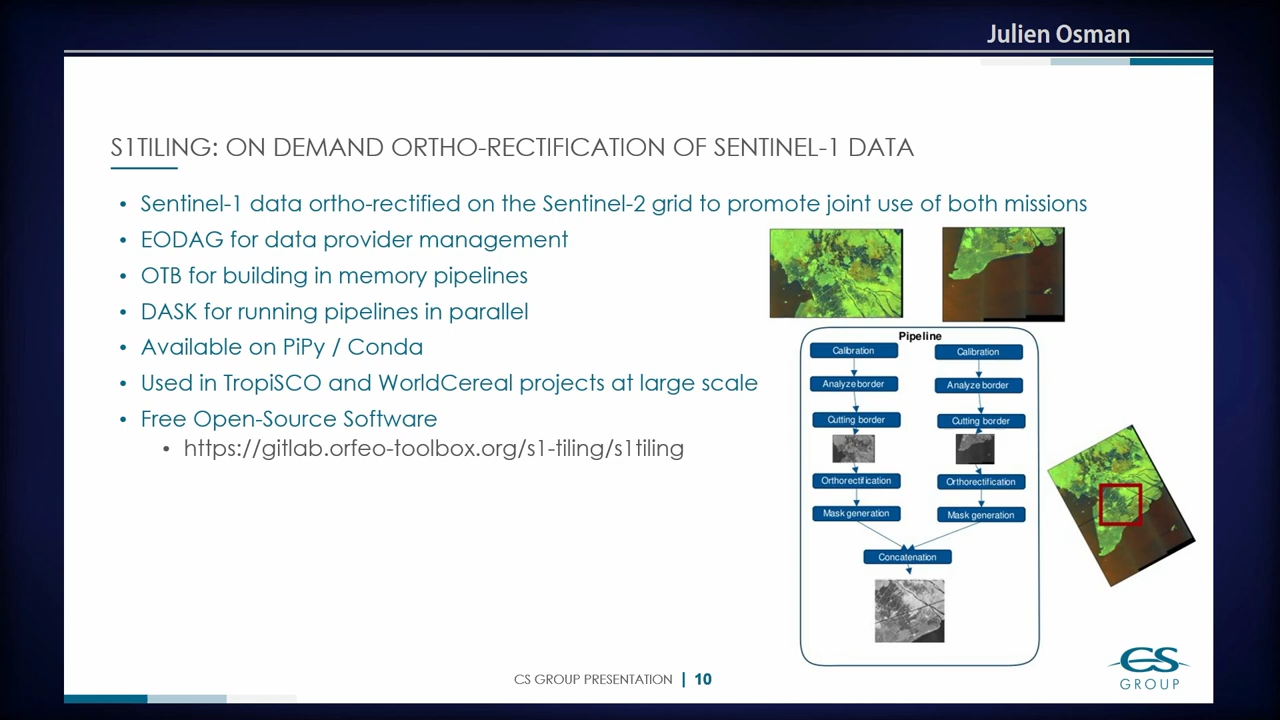 Julien Osman
S1TILING: ON DEMAND ORTHO-RECTIFICATION OF SENTINEL-1 DATA
• Sentinel-1 data ortho-rectified on the Sentinel-2 grid to promote joint use of both missions
• EODAG for data provider management
• OTB for building in memory pipelines
• DASK for running pipelines in parallel
• Available on PiPy / Conda
• Used in TropiSCO and WorldCereal projects at large scale
• Free Open-Source Software
• https://gitlab.orfeo-toolbox.org/s1-tiling/s1tiling
Pipeline
Calibration
Calibration
Analyze border
Analyze border
Cutting border
Cutting border
Orthorectification
Orthorectification
Mask generation
Mask generation
Concatenation
CS GROUP PRESENTATION | 10
CS
GROUP